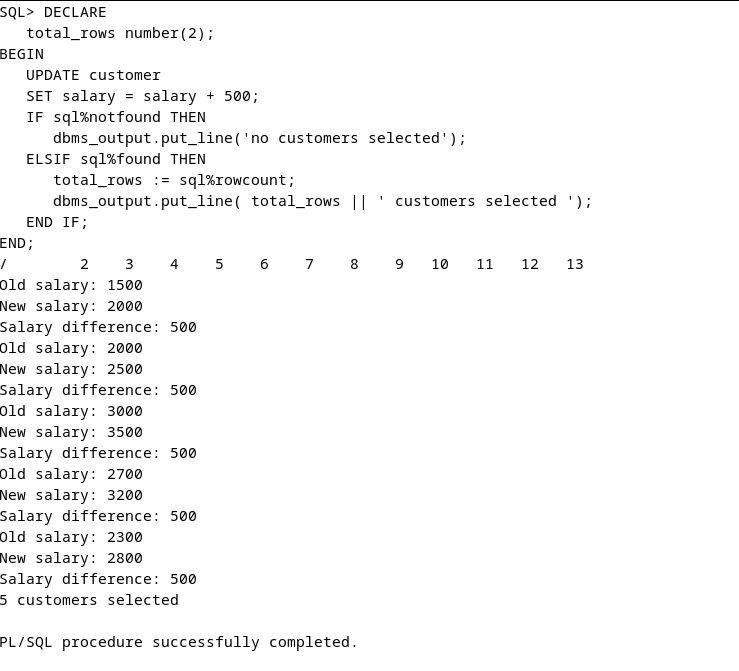 SQL> DECLARE
   total_rows number(2);
BEGIN
   UPDATE customer
   SET salary = salary + 500;
   IF sql%notfound THEN
      dbms_output.put_line('no customers selected');
   ELSIF sql%found THEN
      total_rows := sql%rowcount;
      dbms_output.put_line( total_rows || ' customers selected ');
   END IF;
END;
/        2    3    4    5    6    7    8    9   10   11   12   13
Old salary: 1500
New salary: 2000
Salary difference: 500
Old salary: 2000
New salary: 2500
Salary difference: 500
Old salary: 3000
New salary: 3500
Salary difference: 500
Old salary: 2700
New salary: 3200
Salary difference: 500
Old salary: 2300
New salary: 2800
Salary difference: 500
5 customers selected

PL/SQL procedure successfully completed.